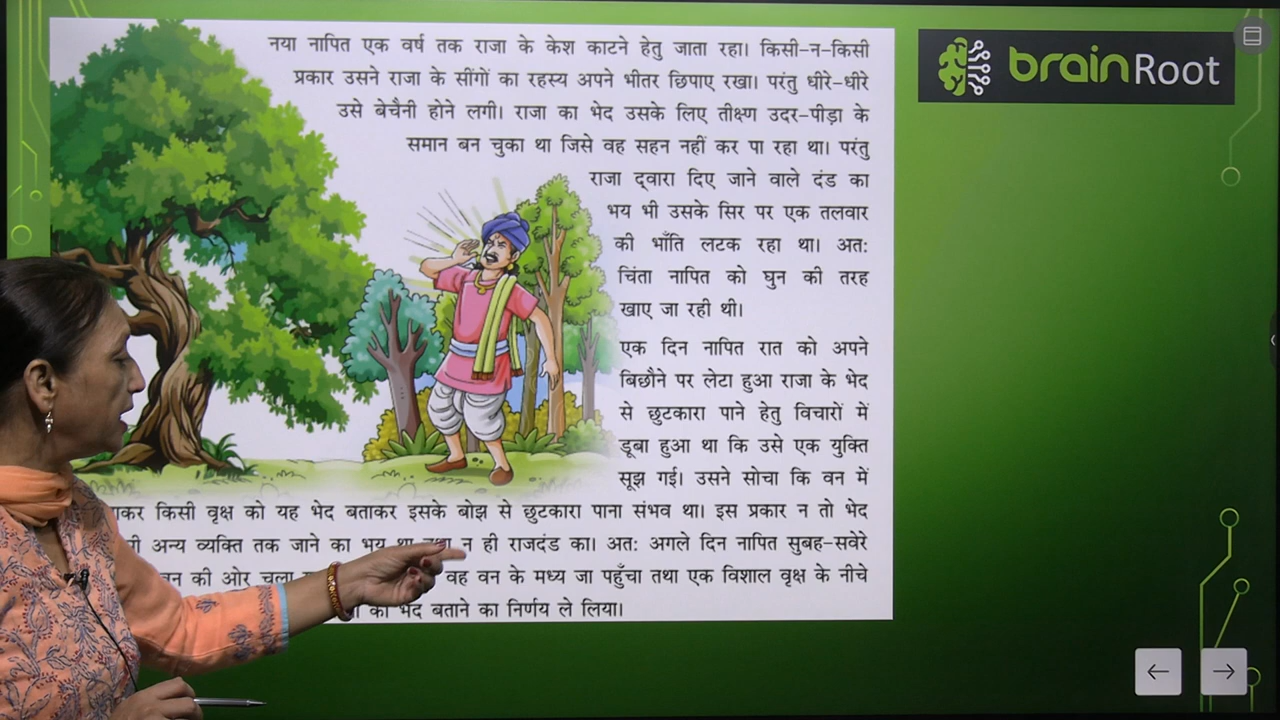 नया नापित एक वर्ष तक राजा के केश काटने हेतु जाता रहा। किसी-न-किसी
प्रकार उसने राजा के सींगों का रहस्य अपने भीतर छिपाए रखा। परंतु धीरे-धीरे
उसे बेचैनी होने लगी। राजा का भेद उसके लिए तीक्ष्ण उदर-पीड़ा के
समान बन चुका था जिसे वह सहन नहीं कर पा रहा था। परंतु
राजा द्वारा दिए जाने वाले दंड का
भय भी उसके सिर पर एक तलवार
की भाँति लटक रहा था। अत:
चिंता नापित को घुन की तरह
खाए जा रही थी।
एक दिन नापित रात को अपने
बिछौने पर लेटा हुआ राजा के भेद
से छुटकारा पाने हेतु विचारों में
डूबा हुआ था कि उसे एक युक्ति
सूझ गई। उसने सोचा कि वन में
किसी वृक्ष को यह भेद बताकर इसके बोझ से छुटकारा पाना संभव था। इस प्रकार न तो भेद
अन्य व्यक्ति तक जाने का भय था न ही राजदंड का। अत: अगले दिन नापित सुबह-सवेरे
की ओर चला वह वन के मध्य जा पहुँचा तथा एक विशाल वृक्ष के नीचे
का भेद बताने का निर्णय ले लिया।
brainRoot